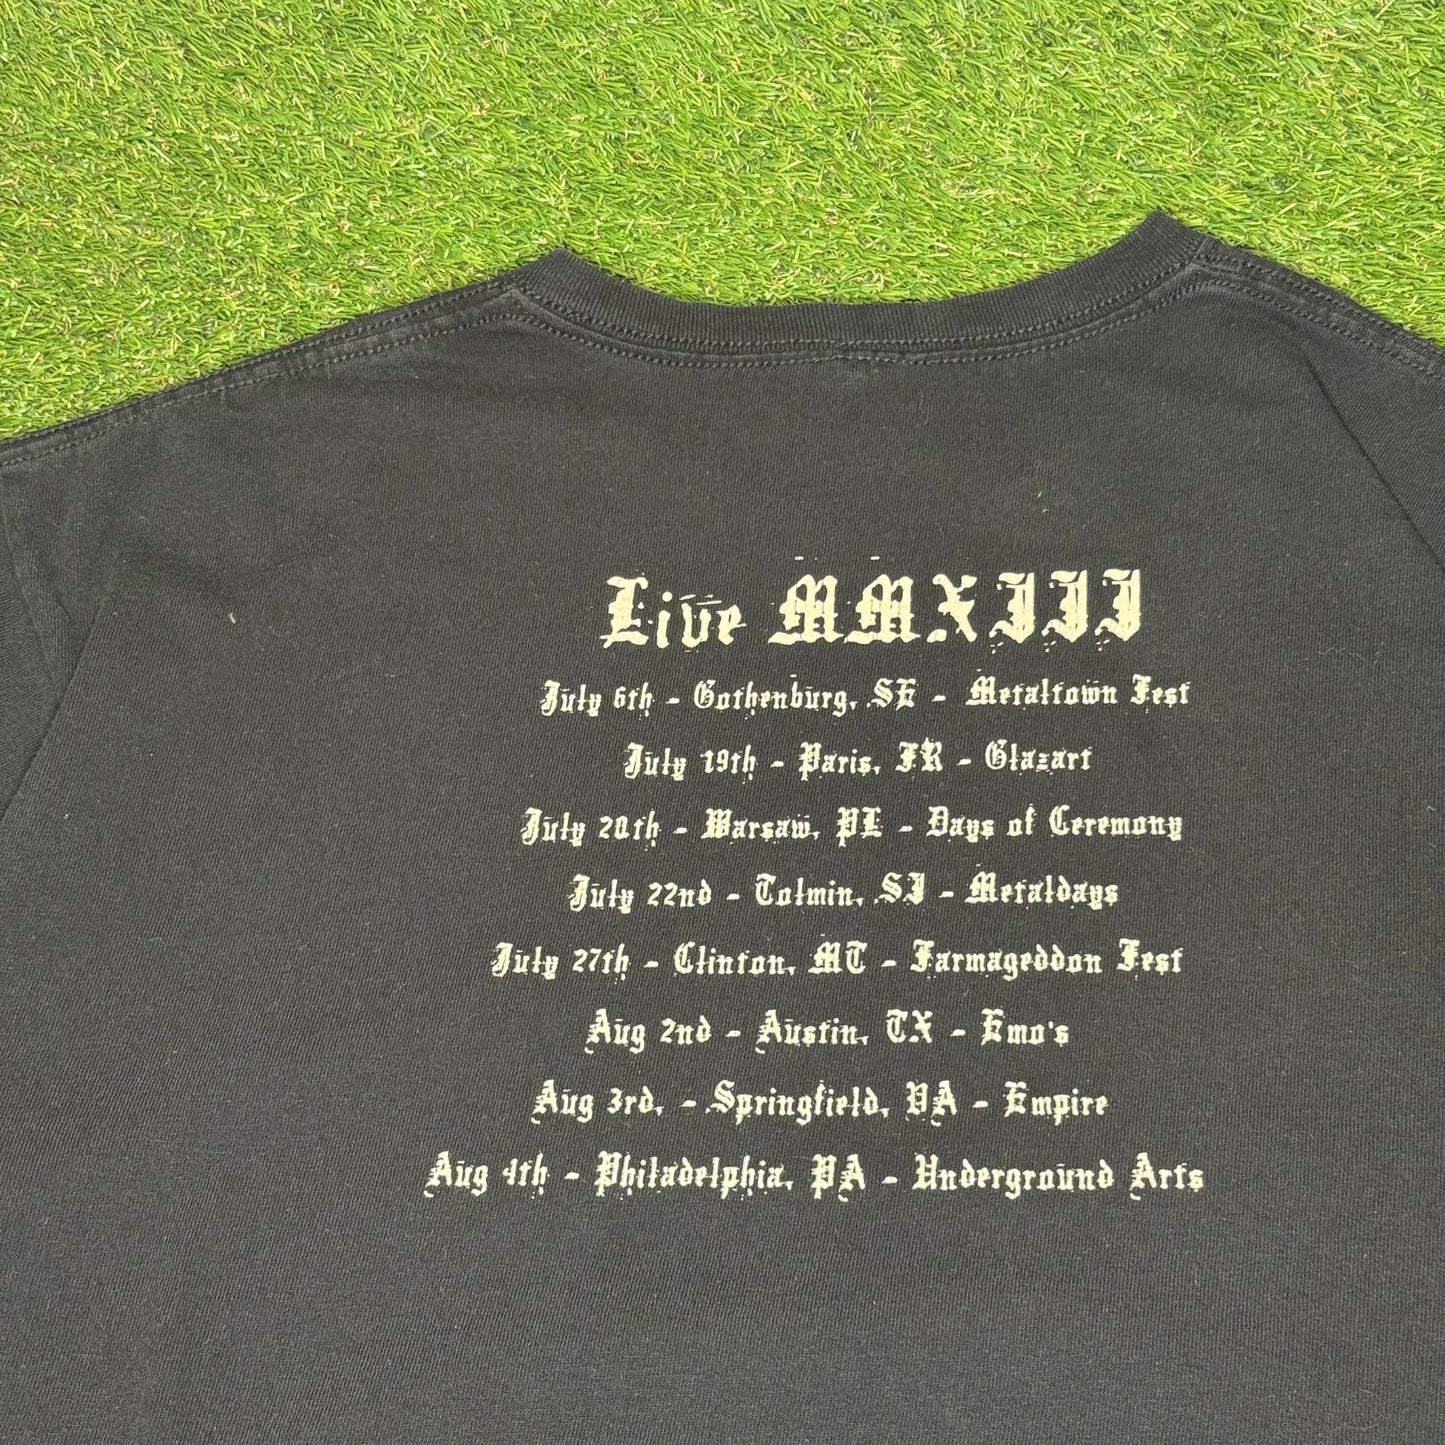 Live MMXIII
July 6th - Gothenburg, SE - Metaltown Fest
July 19th - Paris, FR - Glazart
July 20th - Warsaw, PL - Days of Ceremony
July 22nd - Tolmin, SI - Metaldays
July 27th - Clinton, MT - Farmageddon Fest
Aug 2nd - Austin, TX - Emo's
Aug 3rd, - Springfield, VA - Empire
Aug 4th - Philadelphia, PA - Underground Arts